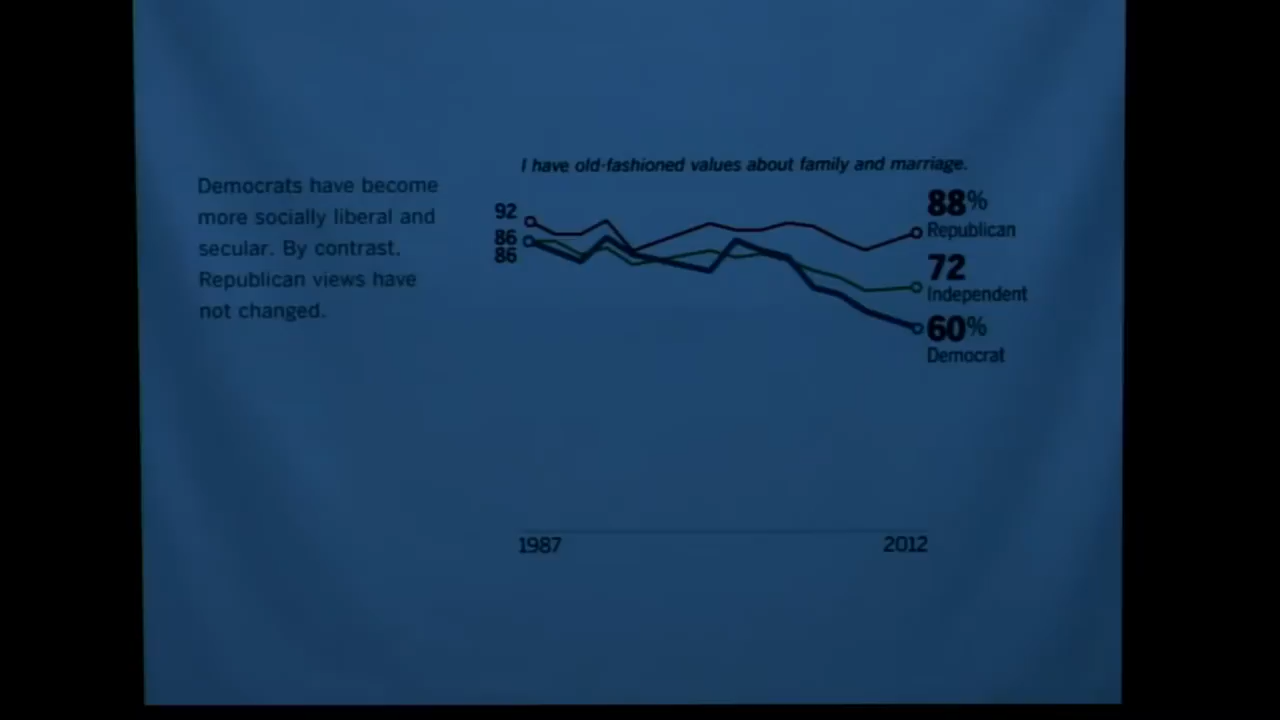 I have old-fashioned values about family and marriage.
Democrats have become
more socially liberal and
secular. By contrast,
Republican views have
not changed.
92
86
86
88%
Republican
72
Independent
60%
Democrat
1987
2012